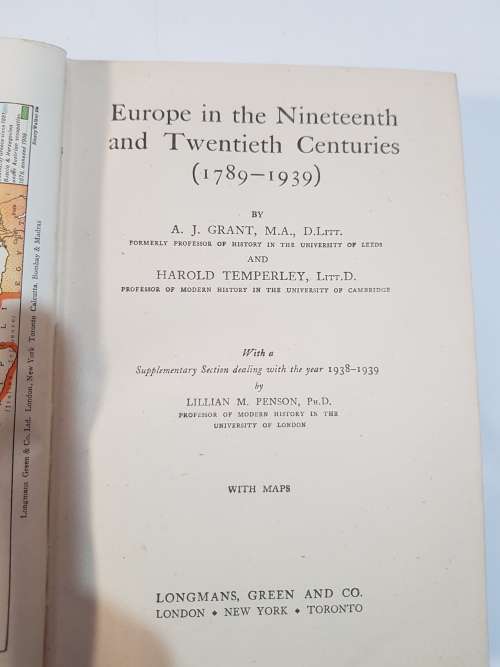 Europe in the Nineteenth
and Twentieth Centuries
(1789–1939)
BY
A. J. GRANT, M.A., D.LITT.
FORMERLY PROFESSOR OF HISTORY IN THE UNIVERSITY OF LEEDS
AND
HAROLD TEMPERLEY, LITT.D.
PROFESSOR OF MODERN HISTORY IN THE UNIVERSITY OF CAMBRIDGE
With a
Supplementary Section dealing with the year 1938–1939
by
LILLIAN M. PENSON, PH.D.
PROFESSOR OF MODERN HISTORY IN THE
UNIVERSITY OF LONDON
WITH MAPS
LONGMANS, GREEN AND CO.
LONDON ♦ NEW YORK ♦ TORONTO
Longmans Green & Co. Ltd. London, New York Toronto Calcutta, Bombay & Madras